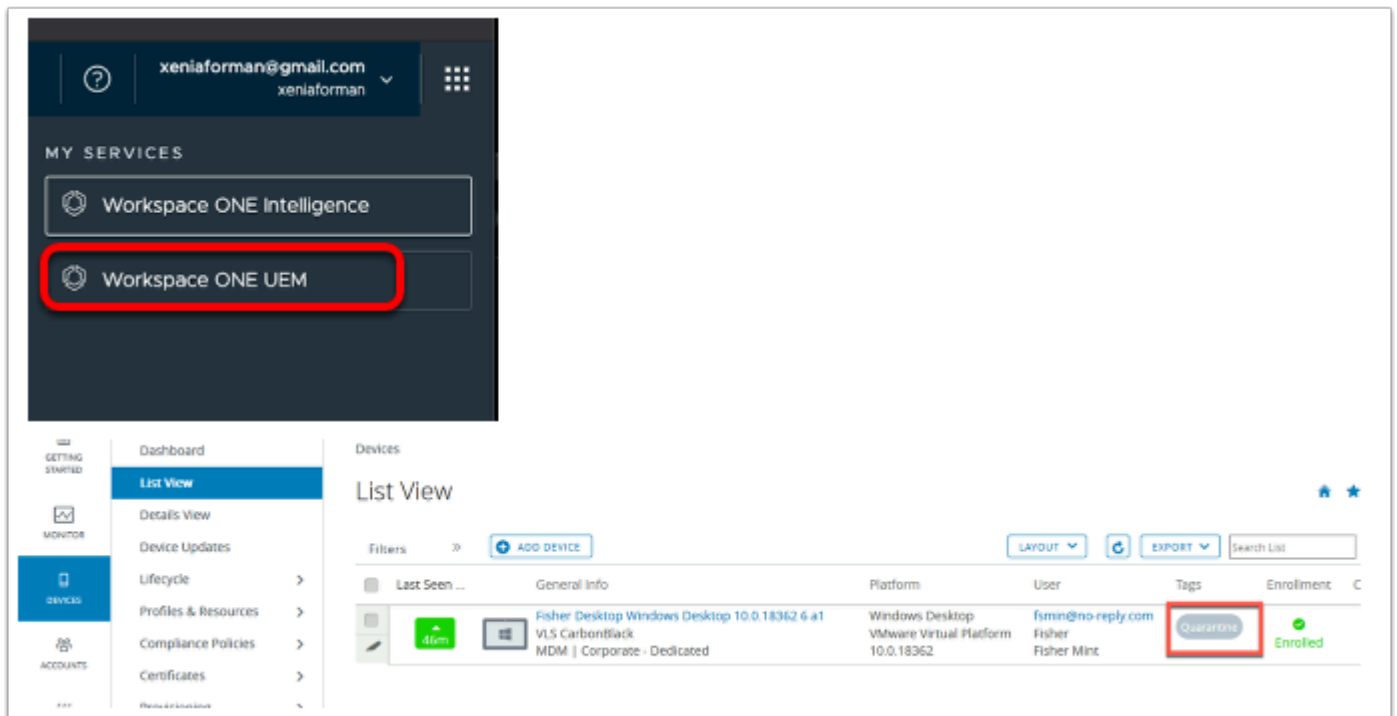 xeniaforman@gmail.com
xeniaforman
MY SERVICES
Workspace ONE Intelligence
Workspace ONE UEM
GETTING STARTED
MONITOR
DEVICES
ACCOUNTS
Dashboard
List View
Details View
Device Updates
Lifecycle
Profiles & Resources
Compliance Policies
Certificates
Provisioning
Devices
List View
Filters » ADD DEVICE LAYOUT EXPORT Search List
Last Seen ... General Info Platform User Tags Enrollment C
46m
Fisher Desktop Windows Desktop 10.0.18362 6 a1
VLS CarbonBlack
MDM | Corporate - Dedicated
Windows Desktop
VMware Virtual Platform
10.0.18362
fsmin@no-reply.com
Fisher
Fisher Mint
Quarantine
Enrolled